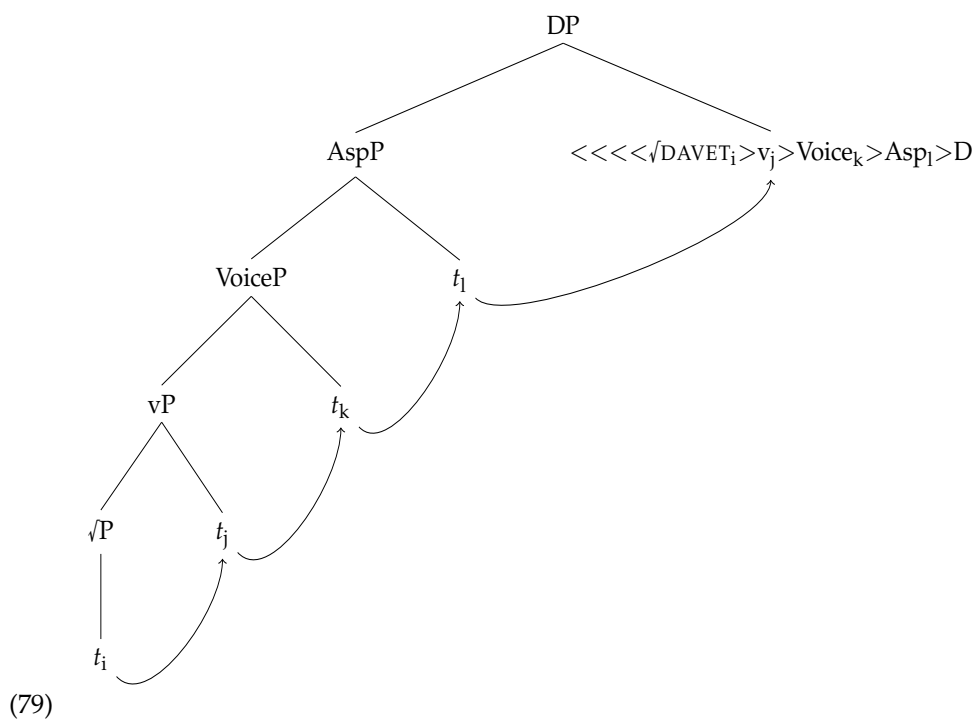 DP
AspP <<<<√DAVETi>vj>Voicek>Aspl>D
VoiceP tl
vP tk
√P tj
ti
(79)